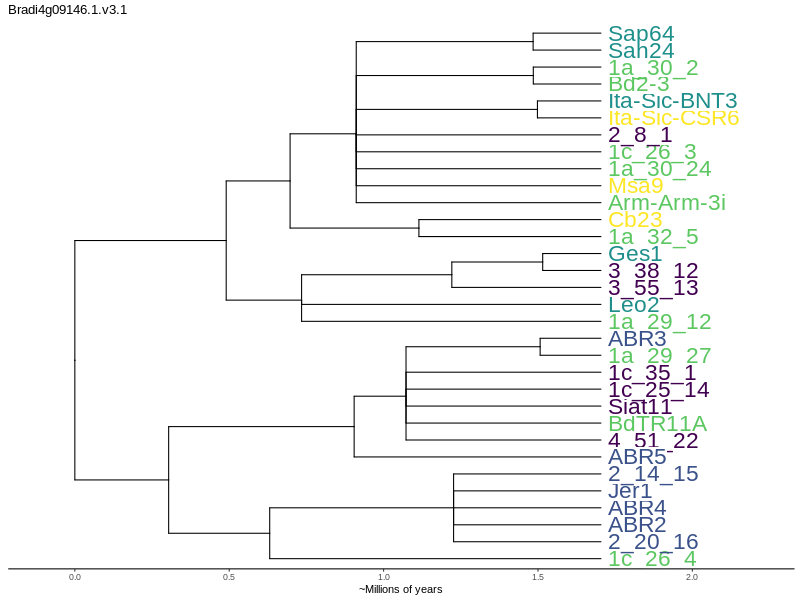 Bradi4g09146.1.v3.1
Sap64
Sah24
1a_30_2
Bd2-3
Ita-Sic-BNT3
Ita-Sic-CSR6
2_8_1
1c_26_3
1a_30_24
Msa9
Arm-Arm-3i
Cb23
1a_32_5
Ges1
3_38_12
3_55_13
Leo2
1a_29_12
ABR3
1a_29_27
1c_35_1
1c_25_14
Siat11
BdTR11A
4_51_22
ABR5
2_14_15
Jer1
ABR4
ABR2
2_20_16
1c_26_4
0.0 0.5 1.0 1.5 2.0
~Millions of years